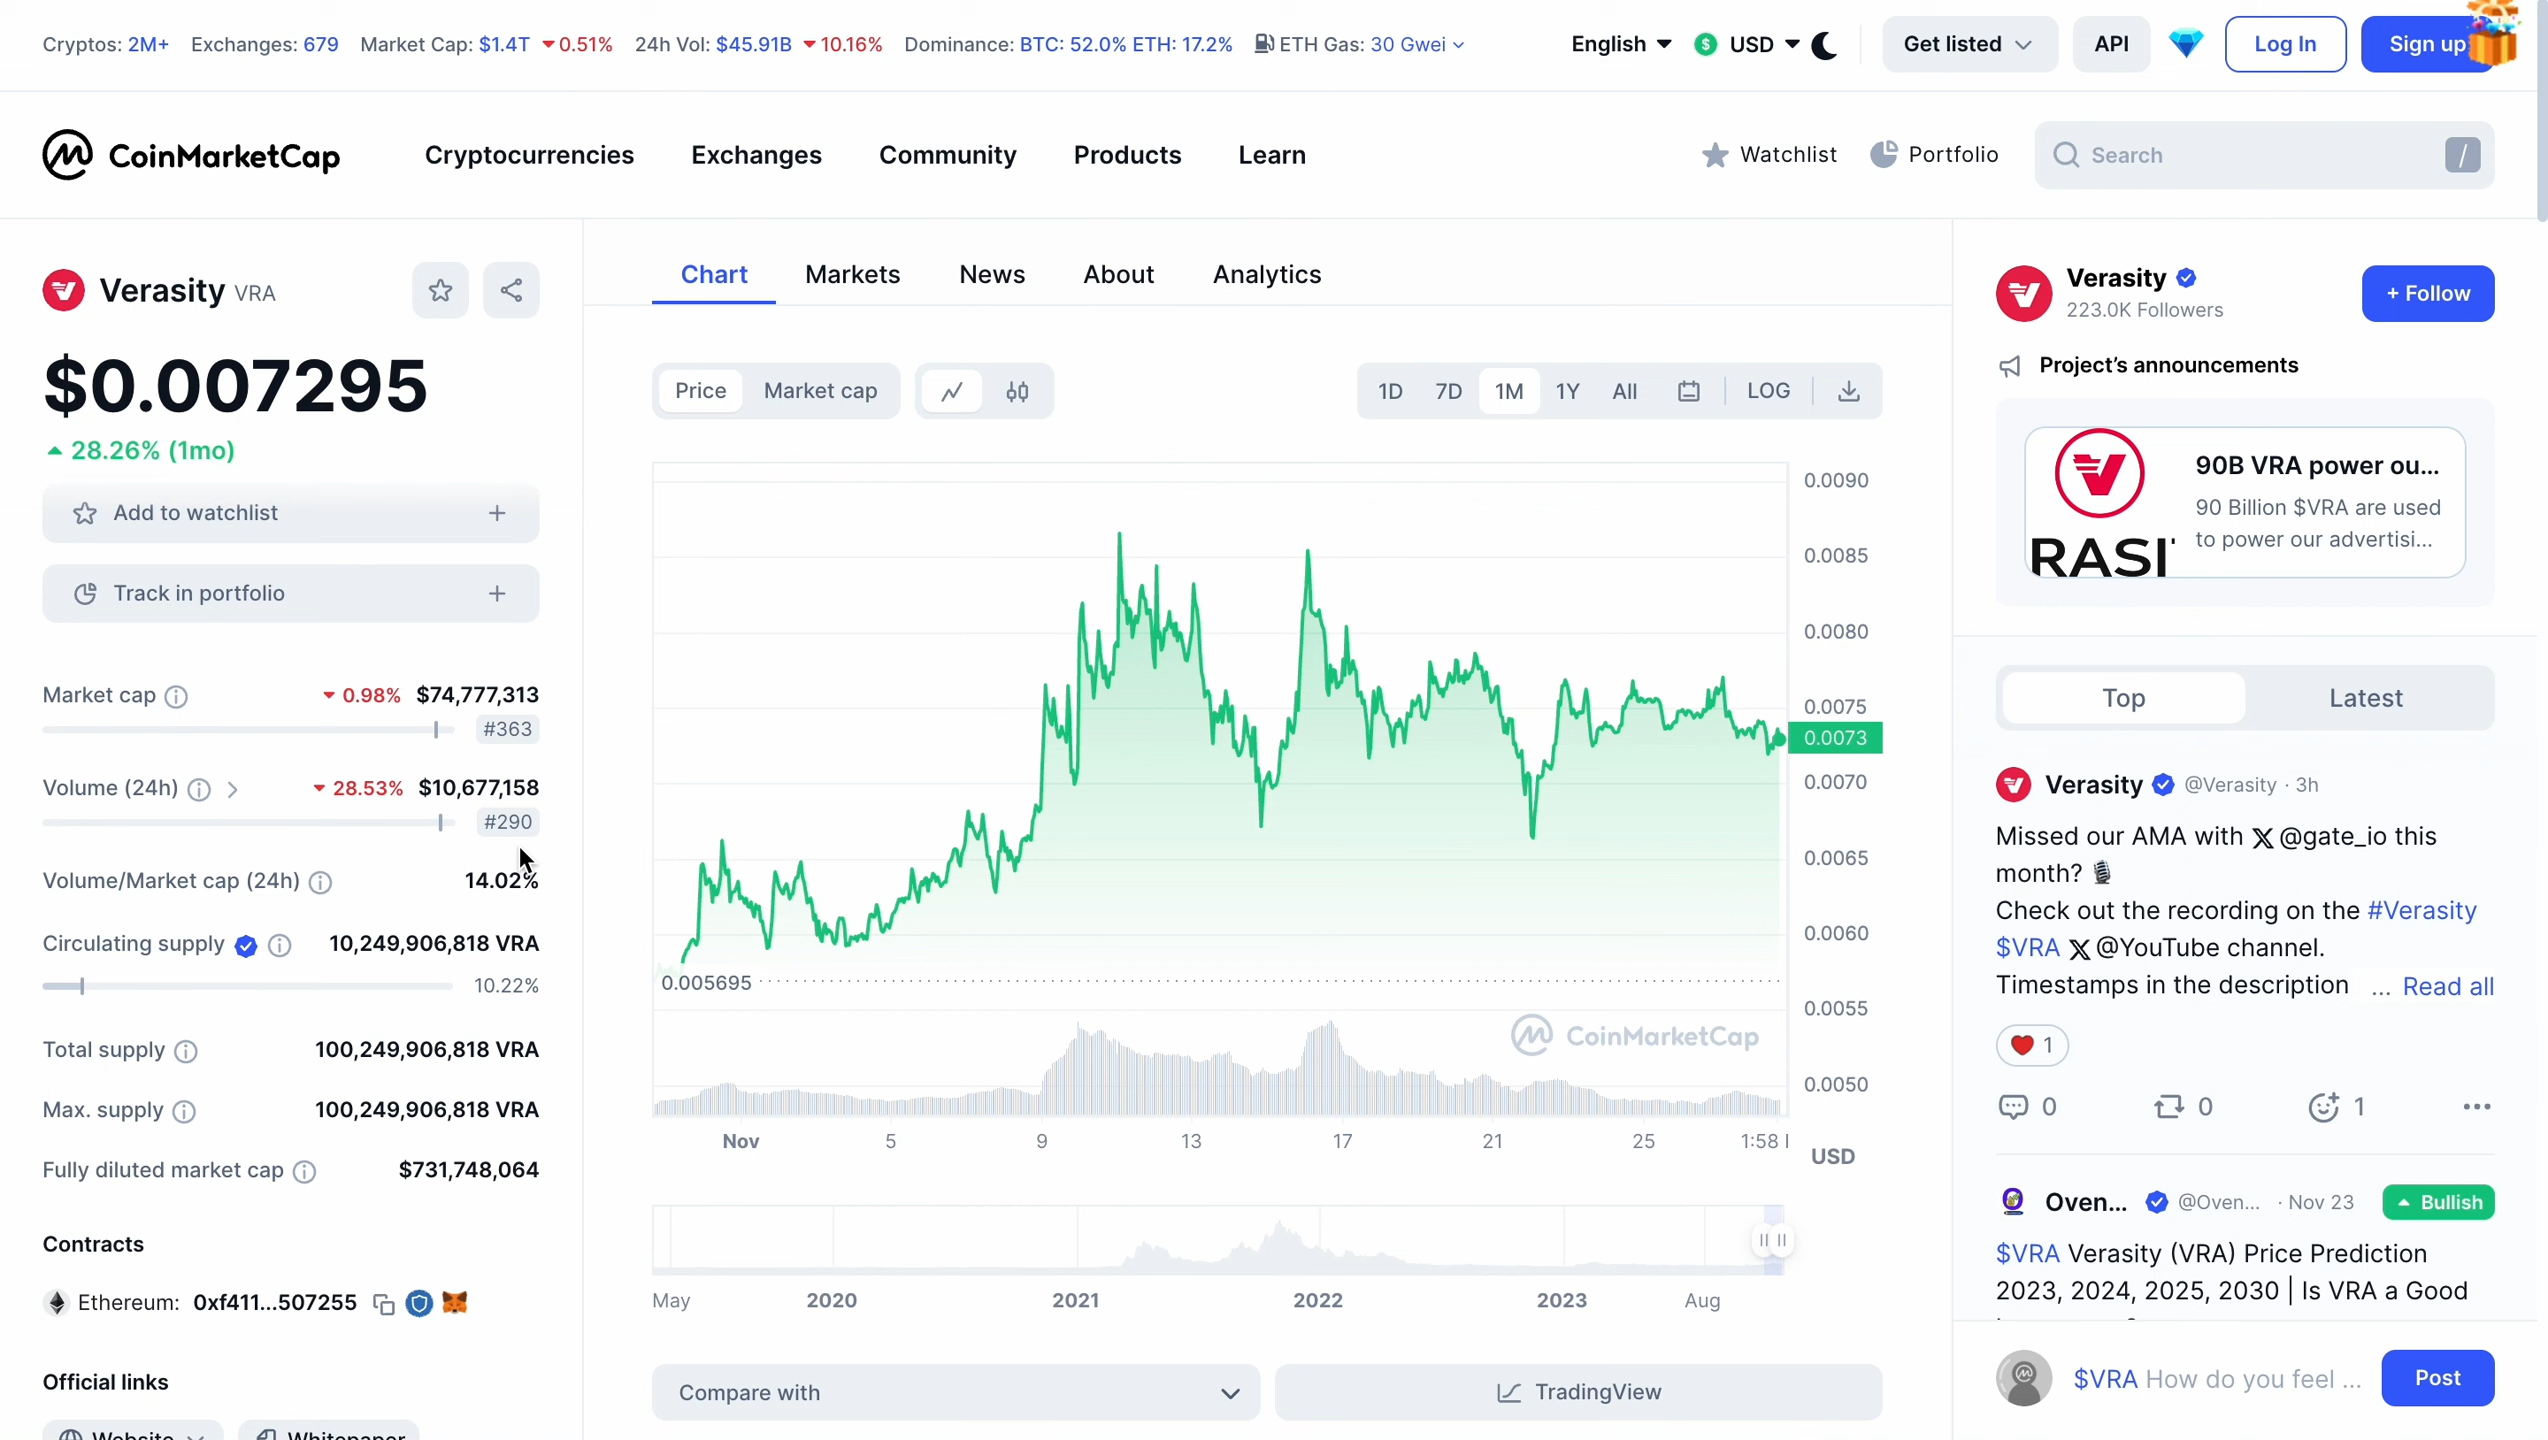 Cryptos: 2M+ Exchanges: 679 Market Cap: $1.4T 0.51% 24h Vol: $45.91B 10.16% Dominance: BTC: 52.0% ETH: 17.2% ETH Gas: 30 Gwei
English USD Get listed API Log In Sign up
CoinMarketCap Cryptocurrencies Exchanges Community Products Learn Watchlist Portfolio Search /
Verasity VRA
$0.007295
28.26% (1mo)
Add to watchlist +
Track in portfolio +
Market cap 0.98% $74,777,313
#363
Volume (24h) 28.53% $10,677,158
#290
Volume/Market cap (24h) 14.02%
Circulating supply 10,249,906,818 VRA
10.22%
Total supply 100,249,906,818 VRA
Max. supply 100,249,906,818 VRA
Fully diluted market cap $731,748,064
Contracts
Ethereum: 0xf411...507255
Official links
Website Whitepaper
Chart Markets News About Analytics
Price Market cap 1D 7D 1M 1Y All LOG
0.0090
0.0085
0.0080
0.0075
0.0073
0.0070
0.0065
0.0060
0.005695
0.0055
CoinMarketCap
0.0050
Nov 5 9 13 17 21 25 1:58
USD
May 2020 2021 2022 2023 Aug
Compare with TradingView
Verasity
223.0K Followers
+ Follow
Project's announcements
RASI
90B VRA power ou...
90 Billion $VRA are used
to power our advertisi...
Top Latest
Verasity @Verasity · 3h
Missed our AMA with X @gate_io this
month?
Check out the recording on the #Verasity
$VRA X @YouTube channel.
Timestamps in the description ... Read all
1
0 0 1
Oven... @Oven... · Nov 23 Bullish
$VRA Verasity (VRA) Price Prediction
2023, 2024, 2025, 2030 | Is VRA a Good
$VRA How do you feel ... Post